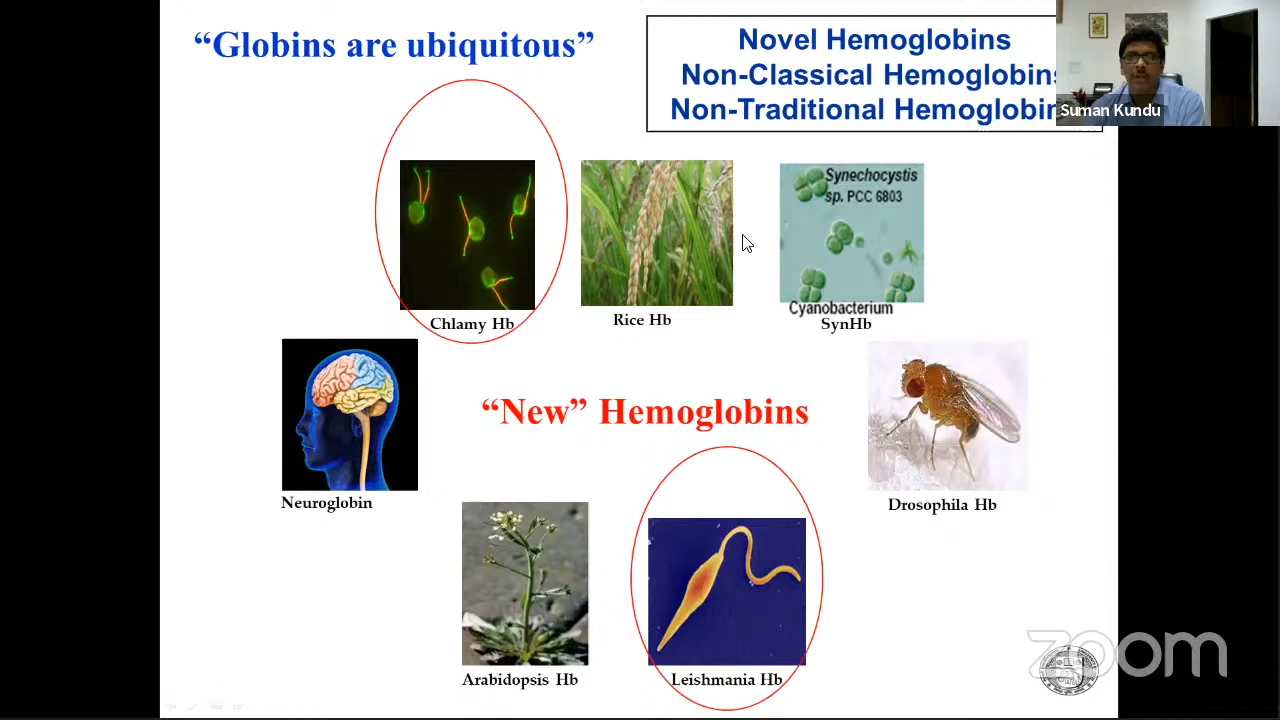 “Globins are ubiquitous”
Novel Hemoglobins
Non-Classical Hemoglobins
Non-Traditional
Suman Kundu
Synechocystis
sp. PCC 6803
Cyanobacterium
Chlamy Hb
Rice Hb
SynHb
“New” Hemoglobins
Neuroglobin
Drosophila Hb
Arabidopsis Hb
Leishmania Hb
zoom